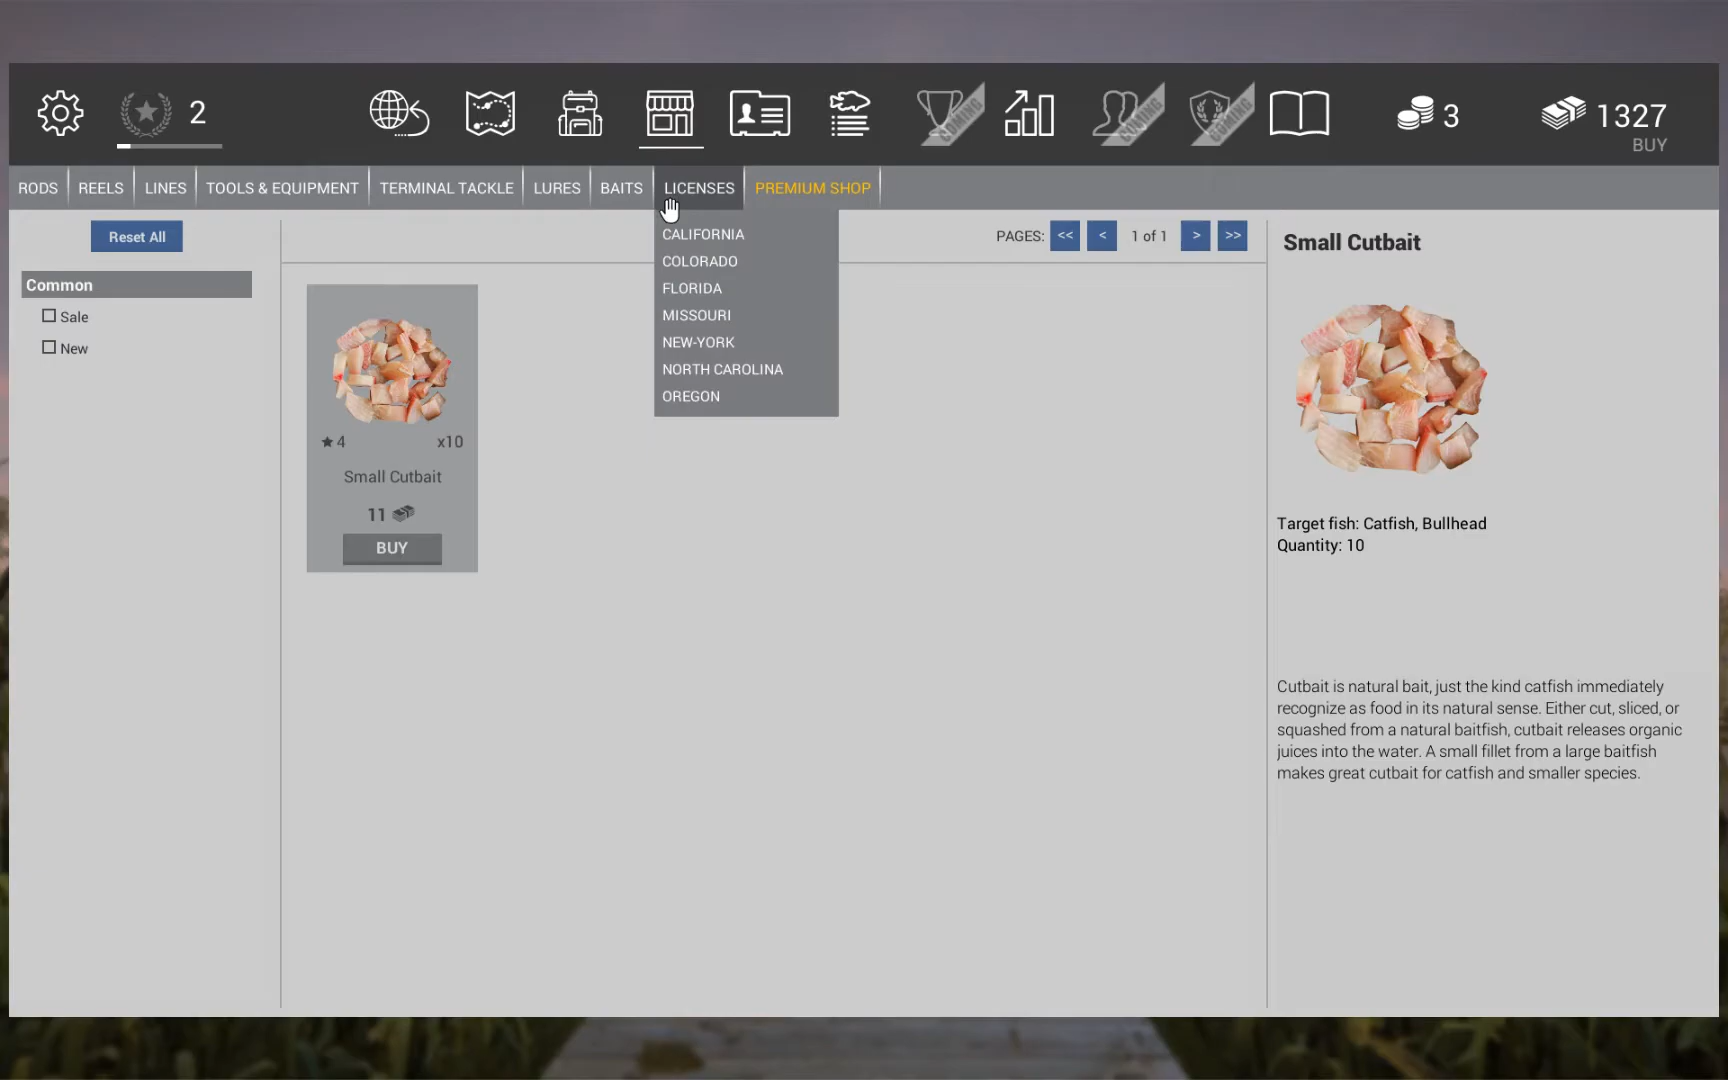 2
COMING
COMING
COMING
3
1327
BUY
RODS
REELS
LINES
TOOLS & EQUIPMENT
TERMINAL TACKLE
LURES
BAITS
LICENSES
PREMIUM SHOP
Reset All
Common
Sale
New
CALIFORNIA
COLORADO
FLORIDA
MISSOURI
NEW-YORK
NORTH CAROLINA
OREGON
PAGES: << < 1 of 1 > >>
★4 x10
Small Cutbait
11
BUY
Small Cutbait
Target fish: Catfish, Bullhead
Quantity: 10
Cutbait is natural bait, just the kind catfish immediately
recognize as food in its natural sense. Either cut, sliced, or
squashed from a natural baitfish, cutbait releases organic
juices into the water. A small fillet from a large baitfish
makes great cutbait for catfish and smaller species.